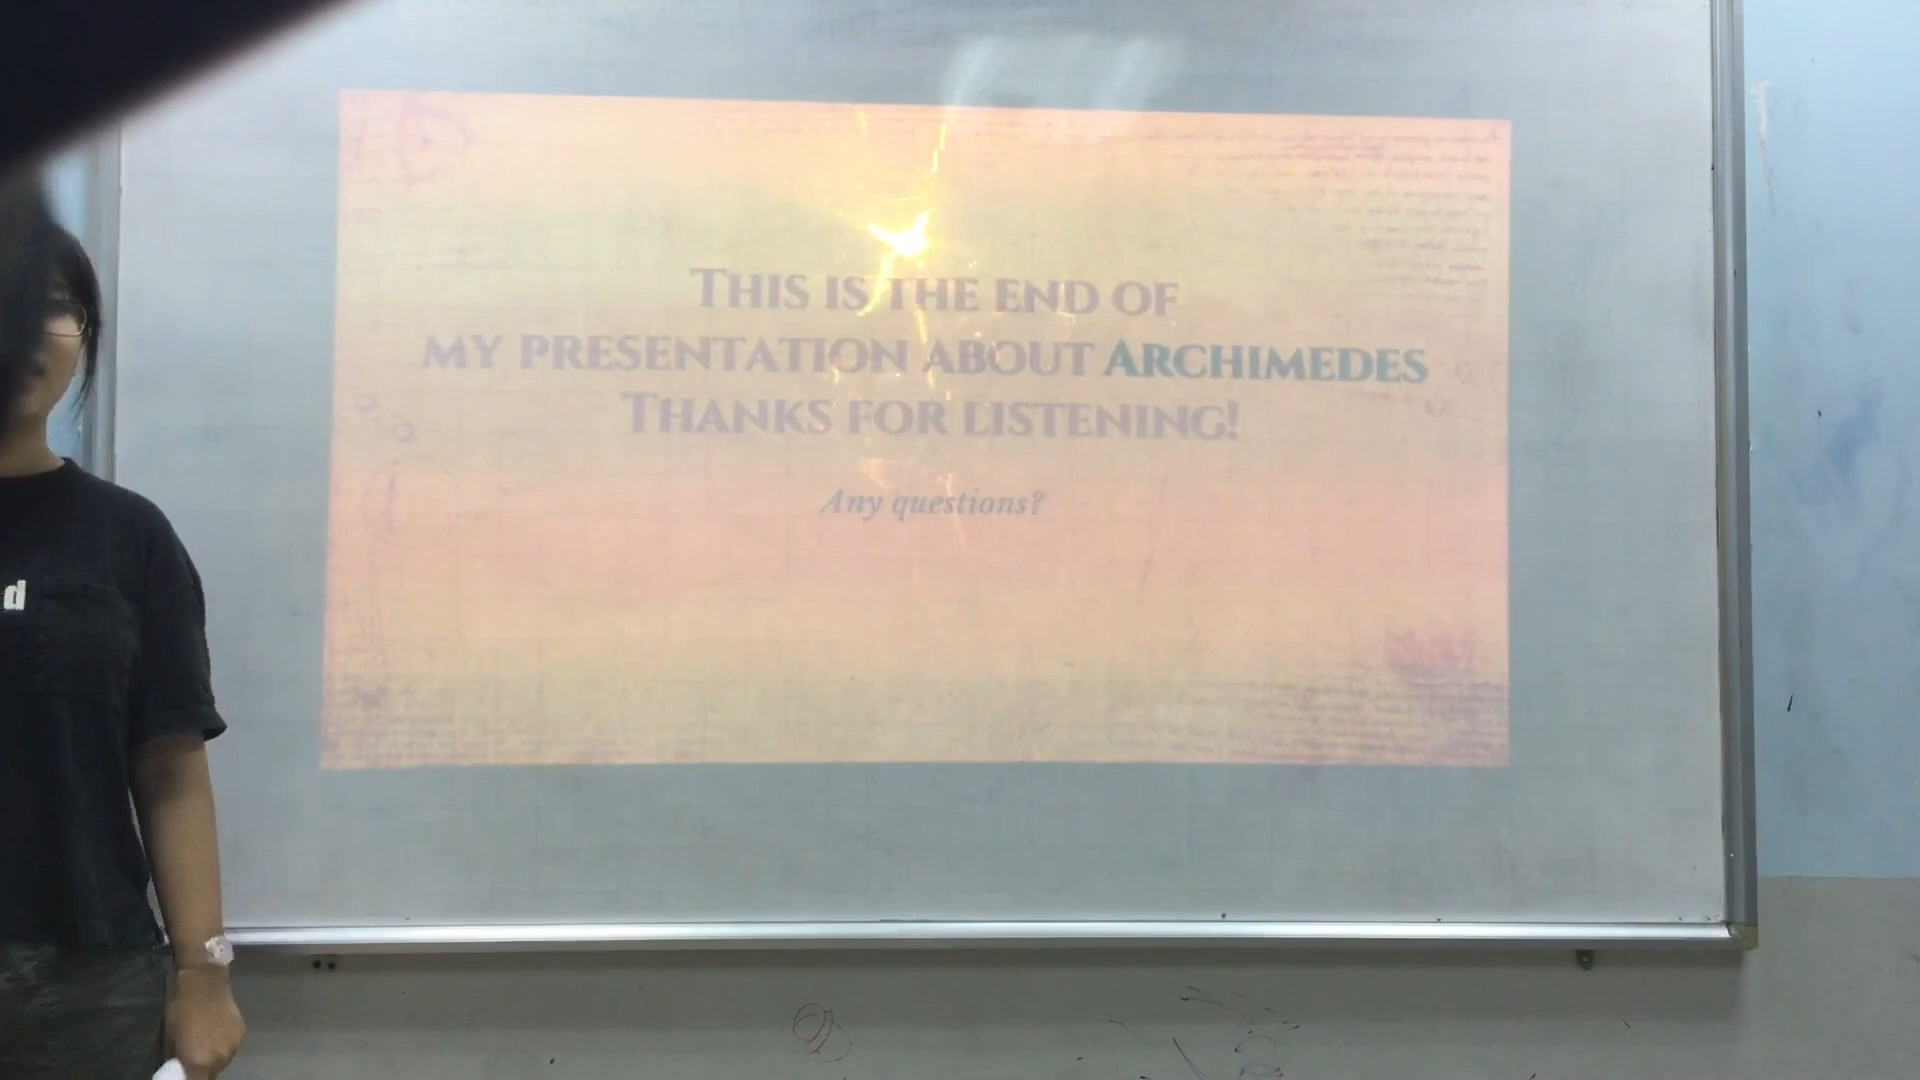 THIS IS THE END OF
MY PRESENTATION ABOUT ARCHIMEDES
THANKS FOR LISTENING!
Any questions?
d